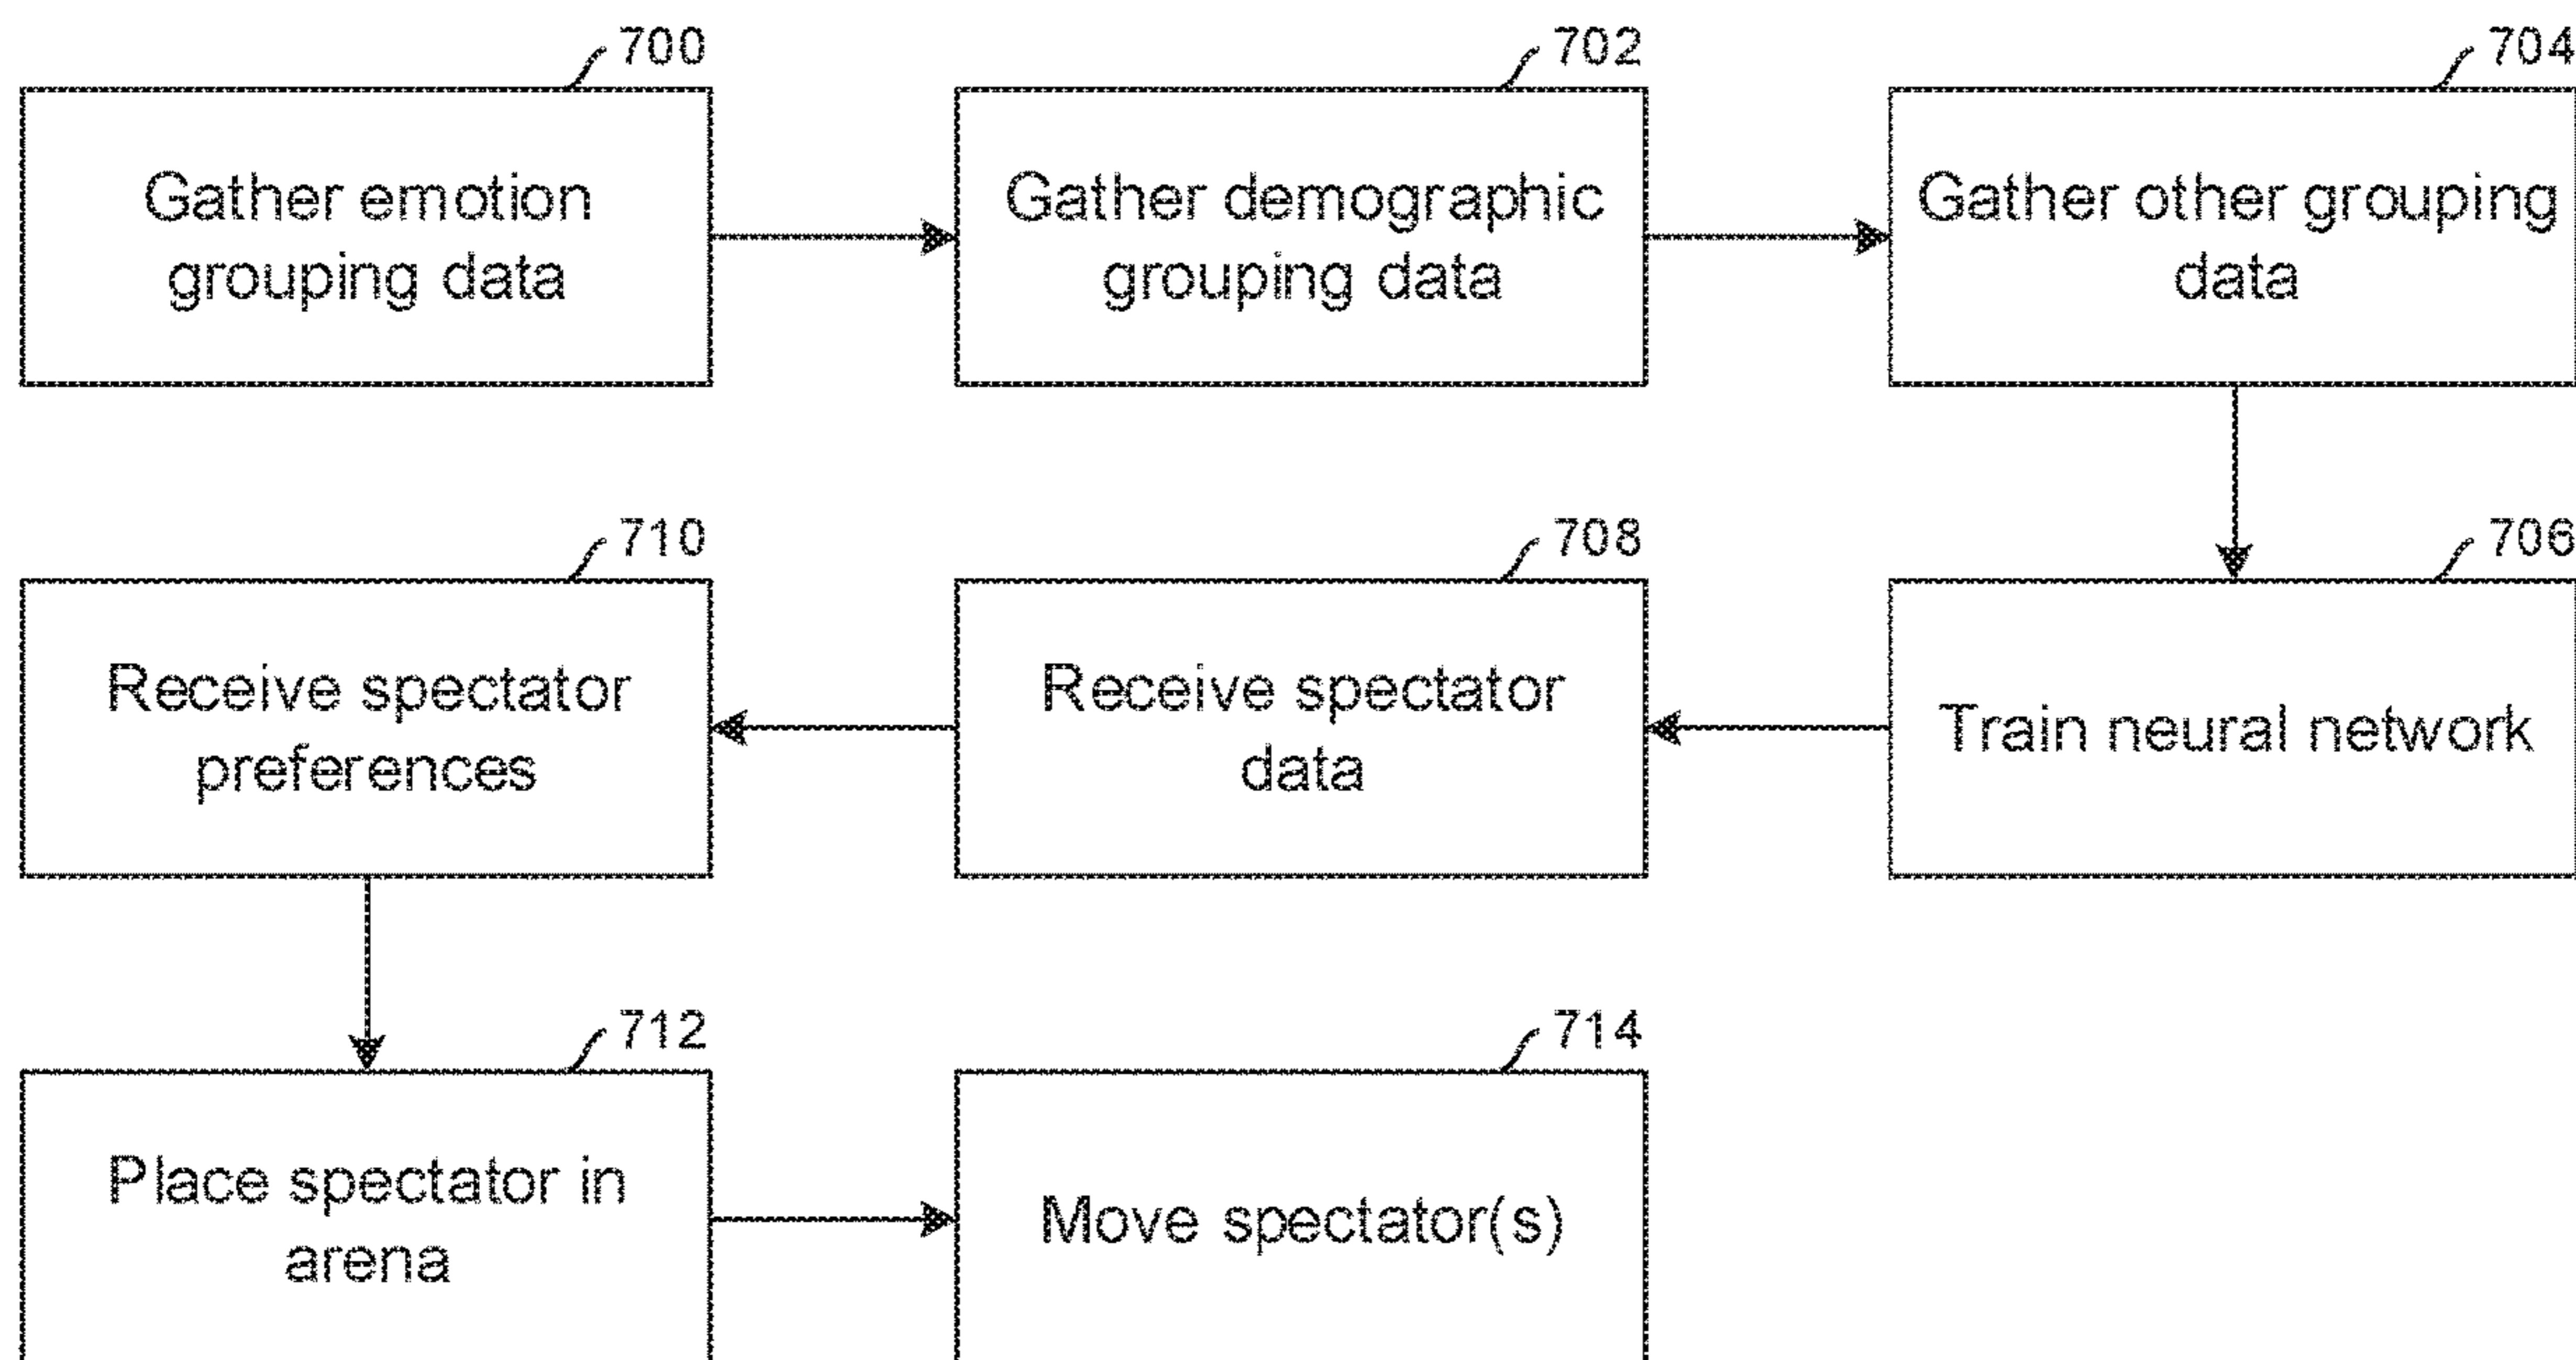 700
Gather emotion
grouping data
702
Gather demographic
grouping data
704
Gather other grouping
data
706
Train neural network
708
Receive spectator
data
710
Receive spectator
preferences
712
Place spectator in
arena
714
Move spectator(s)